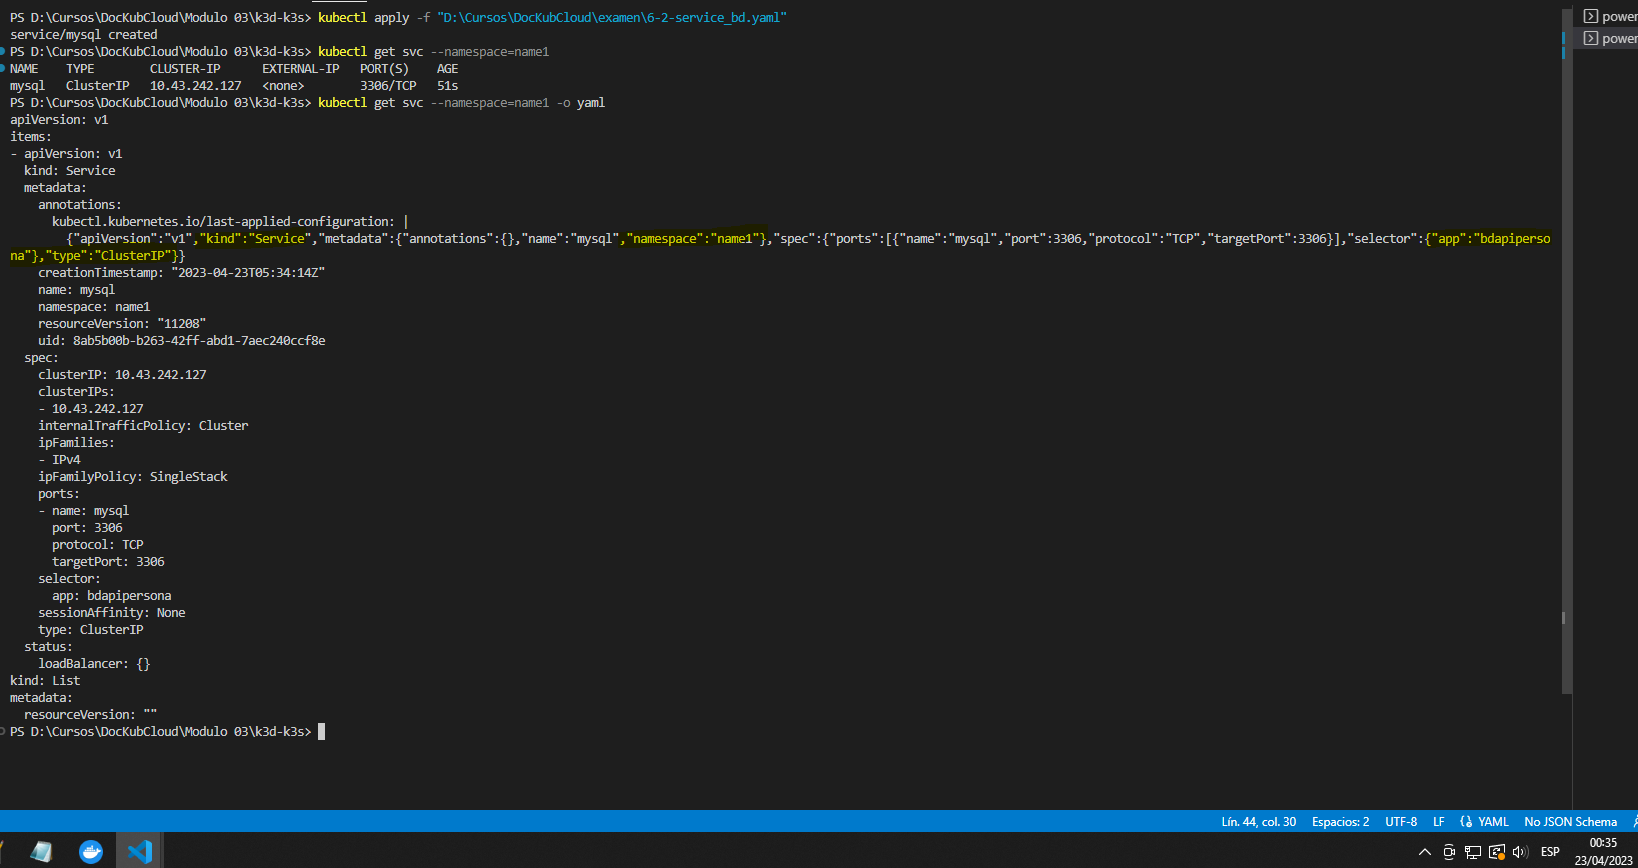 PS D:\Cursos\DocKubCloud\Modulo 03\k3d-k3s> kubectl apply -f "D:\Cursos\DocKubCloud\examen\6-2-service_bd.yaml"
service/mysql created
PS D:\Cursos\DocKubCloud\Modulo 03\k3d-k3s> kubectl get svc --namespace=name1
NAME    TYPE        CLUSTER-IP      EXTERNAL-IP   PORT(S)    AGE
mysql   ClusterIP   10.43.242.127   <none>        3306/TCP   51s
PS D:\Cursos\DocKubCloud\Modulo 03\k3d-k3s> kubectl get svc --namespace=name1 -o yaml
apiVersion: v1
items:
- apiVersion: v1
  kind: Service
  metadata:
    annotations:
      kubectl.kubernetes.io/last-applied-configuration: |
        {"apiVersion":"v1","kind":"Service","metadata":{"annotations":{},"name":"mysql","namespace":"name1"},"spec":{"ports":[{"name":"mysql","port":3306,"protocol":"TCP","targetPort":3306}],"selector":{"app":"bdapiperso
na"},"type":"ClusterIP"}}
    creationTimestamp: "2023-04-23T05:34:14Z"
    name: mysql
    namespace: name1
    resourceVersion: "11208"
    uid: 8ab5b00b-b263-42ff-abd1-7aec240ccf8e
  spec:
    clusterIP: 10.43.242.127
    clusterIPs:
    - 10.43.242.127
    internalTrafficPolicy: Cluster
    ipFamilies:
    - IPv4
    ipFamilyPolicy: SingleStack
    ports:
    - name: mysql
      port: 3306
      protocol: TCP
      targetPort: 3306
    selector:
      app: bdapipersona
    sessionAffinity: None
    type: ClusterIP
  status:
    loadBalancer: {}
kind: List
metadata:
  resourceVersion: ""
PS D:\Cursos\DocKubCloud\Modulo 03\k3d-k3s>
power
power
Lín. 44, col. 30 Espacios: 2 UTF-8 LF YAML No JSON Schema
ESP
00:35
23/04/2023